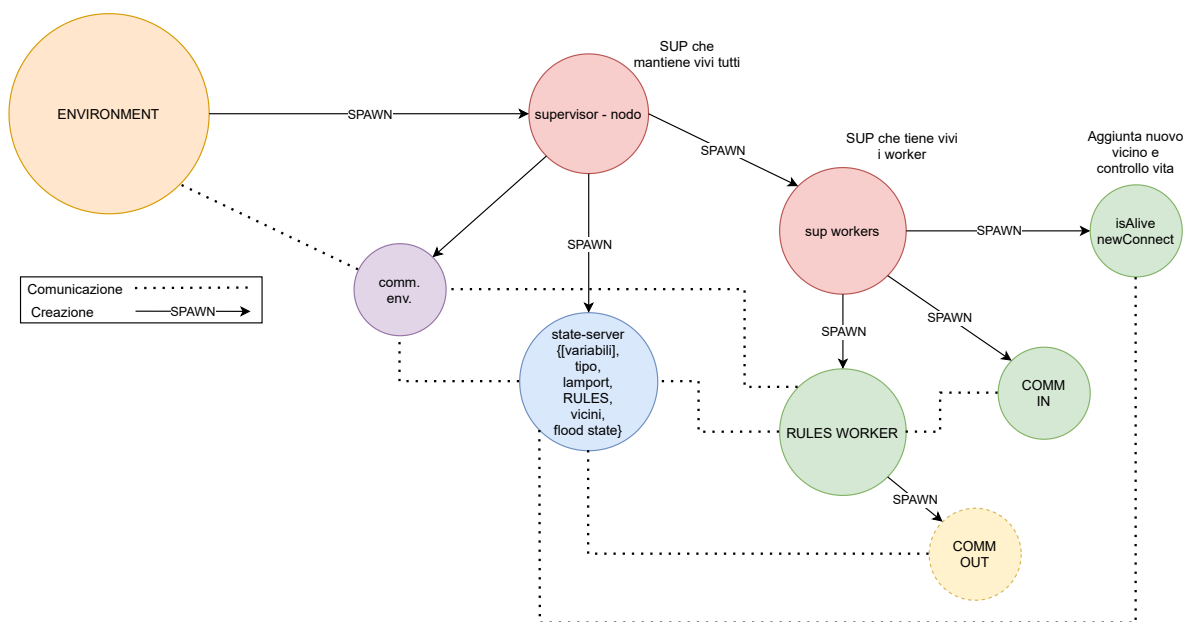 SUP che
mantiene vivi tutti
ENVIRONMENT
SPAWN
supervisor - nodo
SPAWN
SUP che tiene vivi
i worker
Aggiunta nuovo
vicino e
controllo vita
sup workers
SPAWN
isAlive
newConnect
SPAWN
comm.
env.
Comunicazione
Creazione
SPAWN
state-server
{[variabili],
tipo,
lamport,
RULES,
vicini,
flood state}
SPAWN
SPAWN
COMM
IN
RULES WORKER
SPAWN
COMM
OUT